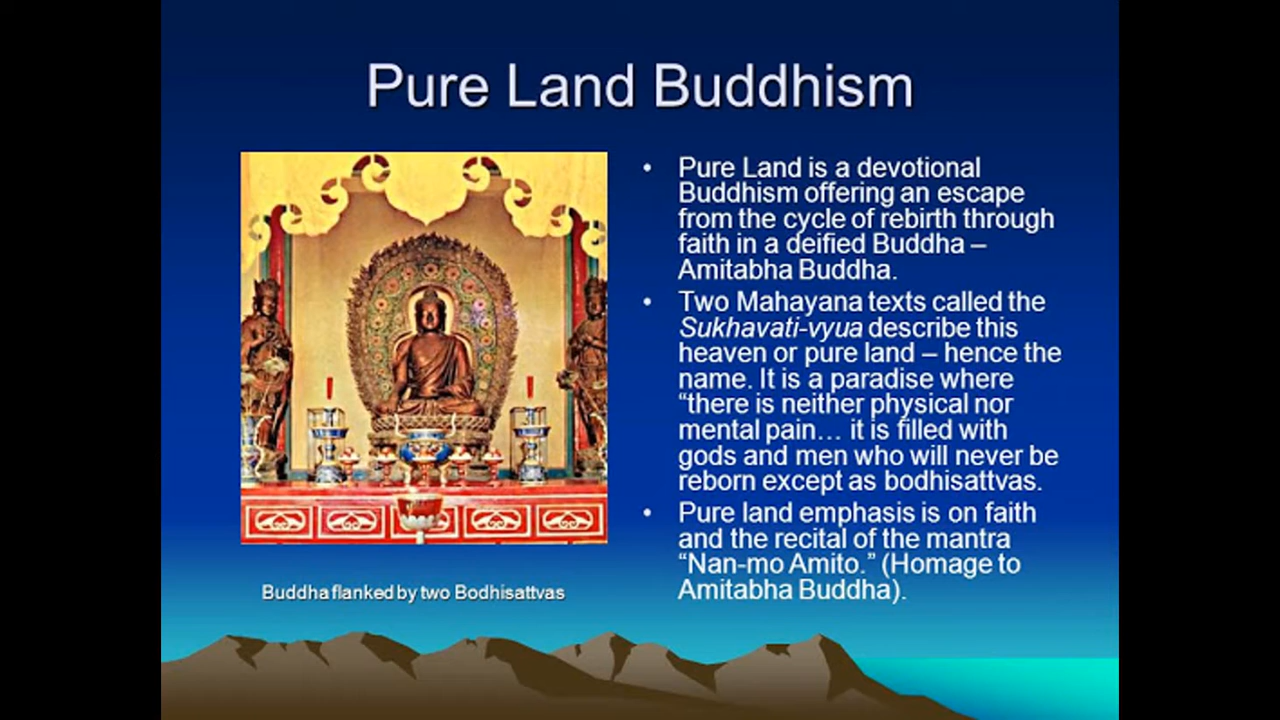 Pure Land Buddhism
• Pure Land is a devotional
Buddhism offering an escape
from the cycle of rebirth through
faith in a deified Buddha –
Amitabha Buddha.
• Two Mahayana texts called the
Sukhavati-vyua describe this
heaven or pure land – hence the
name. It is a paradise where
“there is neither physical nor
mental pain… it is filled with
gods and men who will never be
reborn except as bodhisattvas.
• Pure land emphasis is on faith
and the recital of the mantra
“Nan-mo Amito.” (Homage to
Amitabha Buddha).
Buddha flanked by two Bodhisattvas